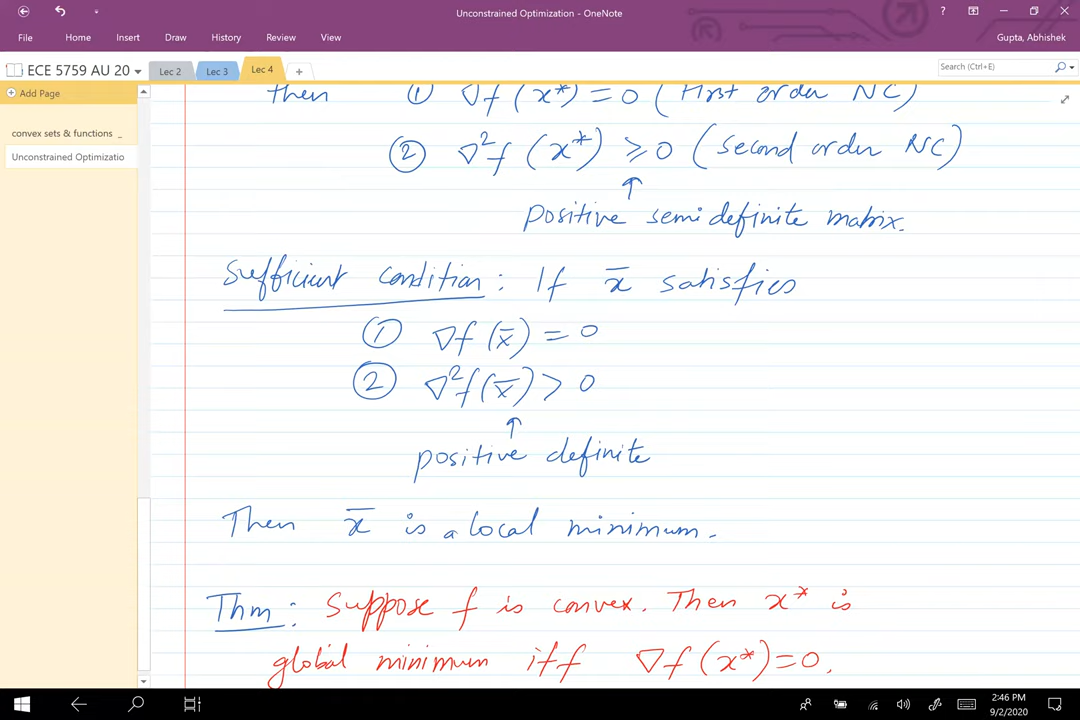 Unconstrained Optimization - OneNote
File Home Insert Draw History Review View
Gupta, Abhishek
ECE 5759 AU 20
Lec 2 Lec 3 Lec 4
Search (Ctrl+E)
Add Page
convex sets & functions _
Unconstrained Optimizatio
then ① ∇f(x*) = 0 (First order NC)
② ∇²f(x*) ≥ 0 (second order NC)
↑
positive semidefinite matrix.
Sufficient condition: If x̄ satisfies
① ∇f(x̄) = 0
② ∇²f(x̄) > 0
↑
positive definite
Then x̄ is a local minimum.
Thm: Suppose f is convex. Then x* is
global minimum iff ∇f(x*) = 0.
2:46 PM
9/2/2020